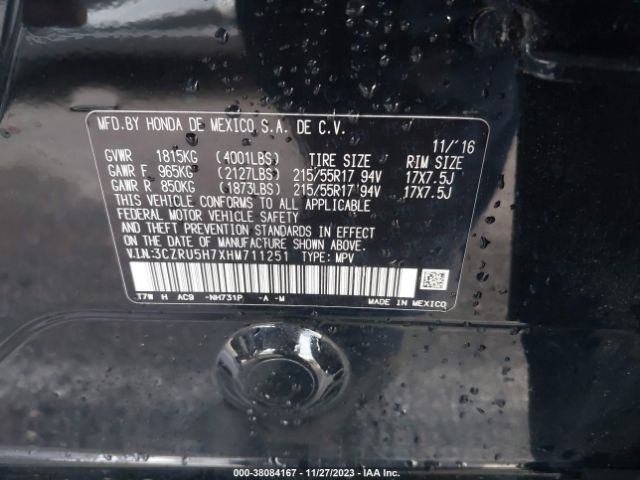 MFD.BY HONDA DE MEXICO,S.A. DE C.V.
11/'16
GVWR 1815KG (4001LBS) TIRE SIZE RIM SIZE
GAWR F 965KG (2127LBS) 215/55R17 94V 17X7.5J
GAWR R 850KG (1873LBS) 215/55R17 94V 17X7.5J
THIS VEHICLE CONFORMS TO ALL APPLICABLE
FEDERAL MOTOR VEHICLE SAFETY
AND THEFT PREVENTION STANDARDS IN EFFECT
ON THE DATE OF MANUFACTURE SHOWN ABOVE.
V.I.N:3CZRU5H7XHM711251 TYPE: MPV
T7W H AC9 -NH731P -A -M
MADE IN MEXICO
000-38084167 - 11/27/2023 - IAA Inc.